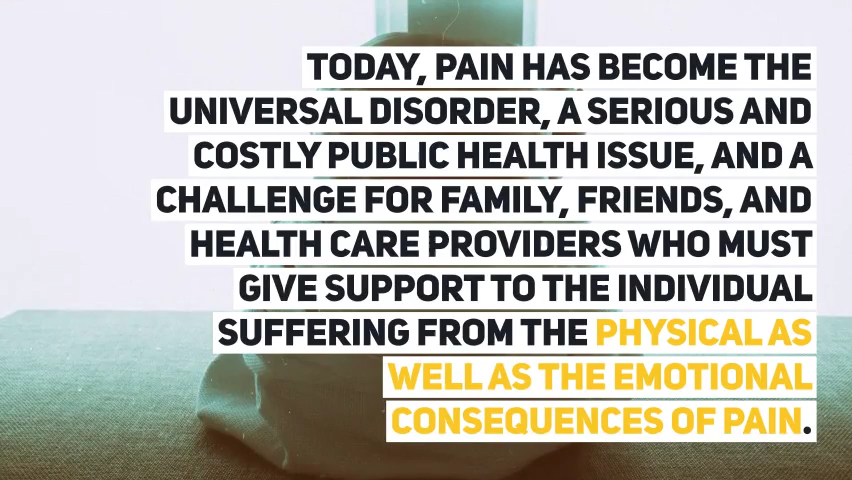 TODAY, PAIN HAS BECOME THE
UNIVERSAL DISORDER, A SERIOUS AND
COSTLY PUBLIC HEALTH ISSUE, AND A
CHALLENGE FOR FAMILY, FRIENDS, AND
HEALTH CARE PROVIDERS WHO MUST
GIVE SUPPORT TO THE INDIVIDUAL
SUFFERING FROM THE PHYSICAL AS
WELL AS THE EMOTIONAL
CONSEQUENCES OF PAIN.